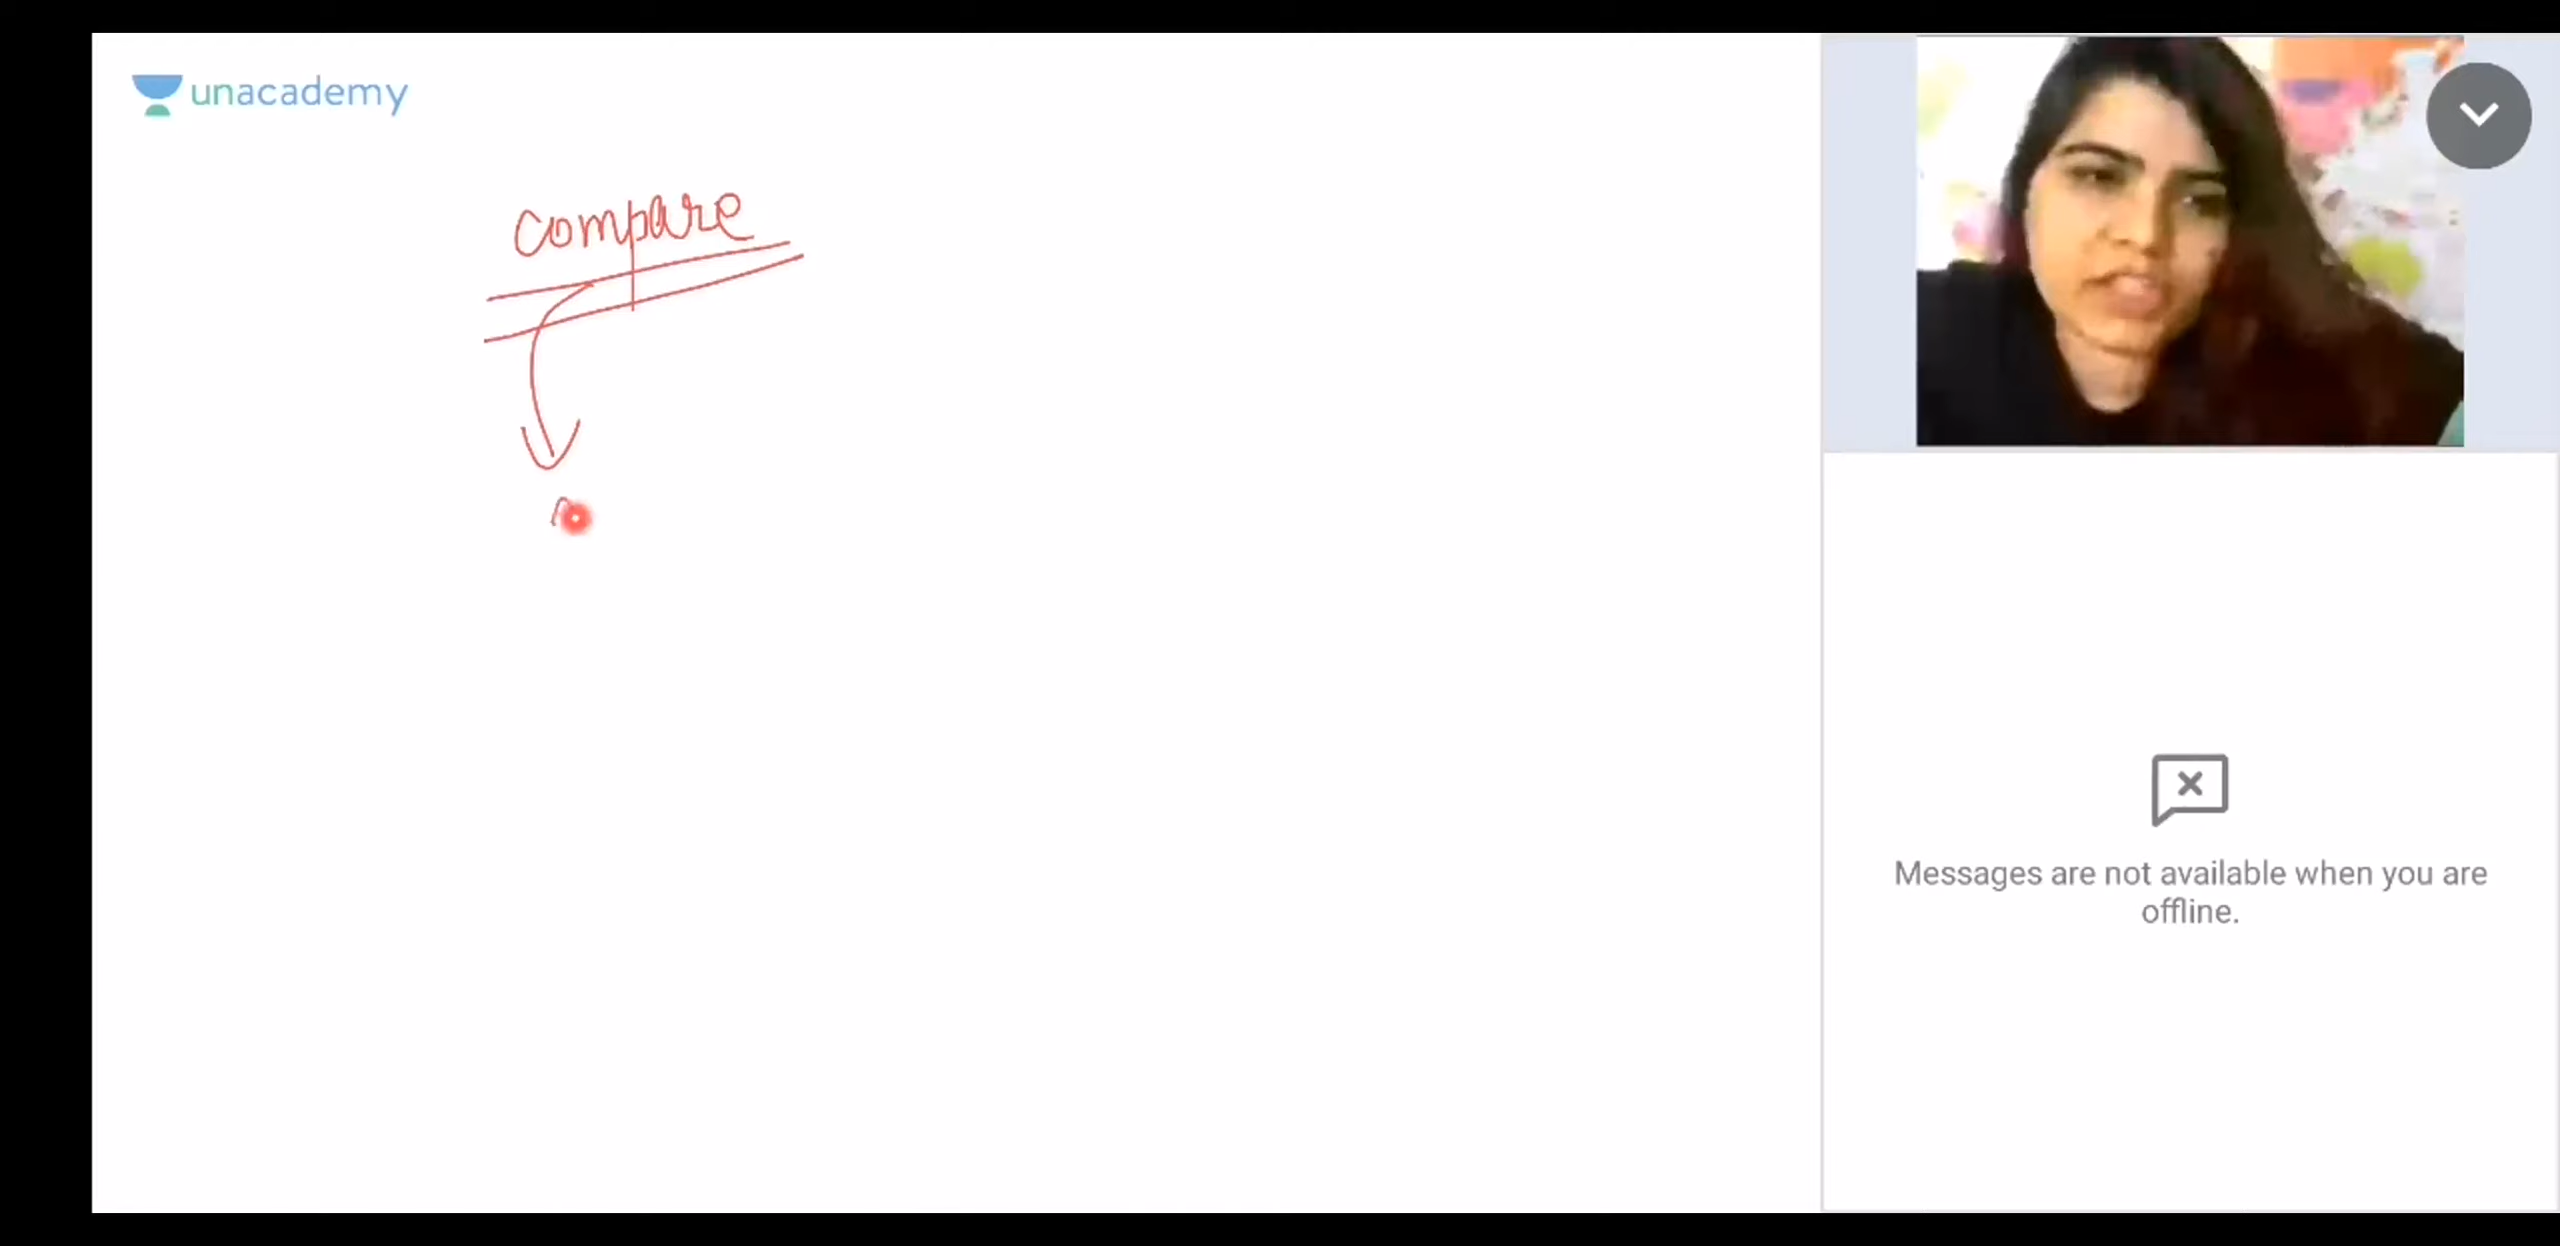 unacademy
compare
Messages are not available when you are
offline.